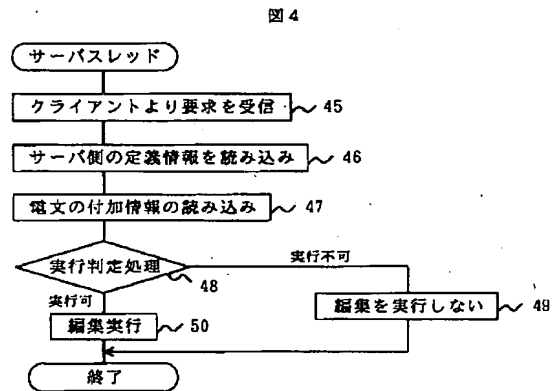 図4
サーバスレッド
クライアントより要求を受信 45
サーバ側の定義情報を読み込み 46
電文の付加情報の読み込み 47
実行判定処理 48
実行不可
実行可
編集を実行しない 49
編集実行 50
終了